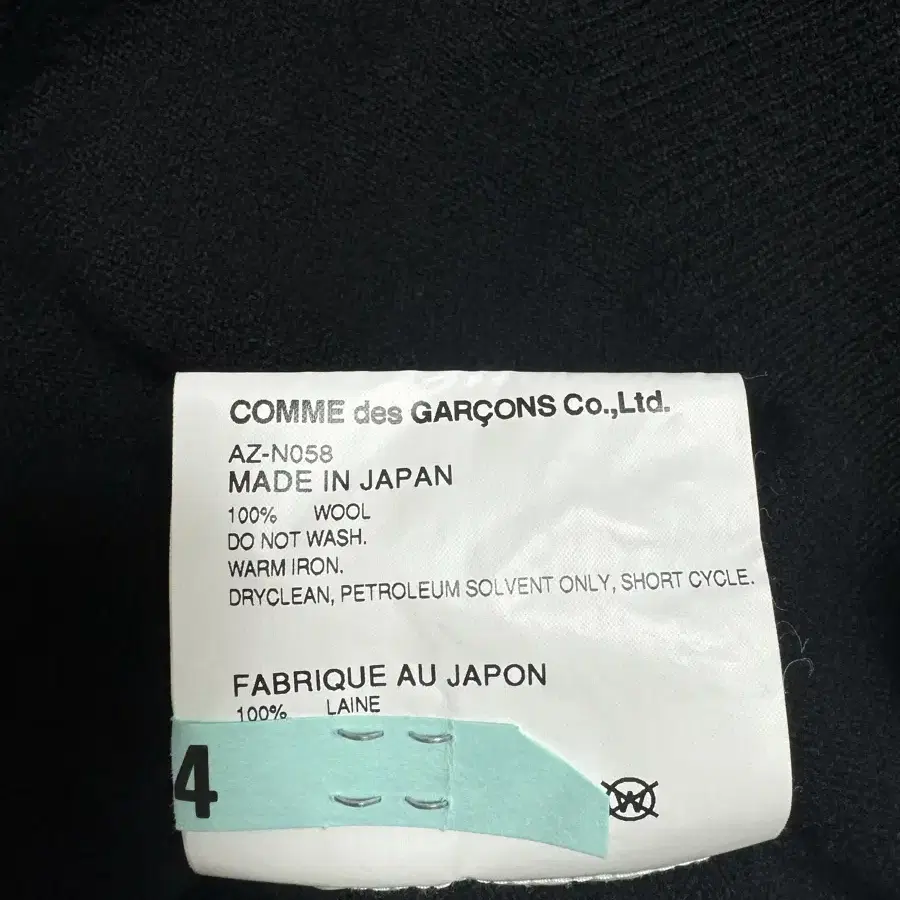 COMME des GARÇONS Co.,Ltd.
AZ-N058
MADE IN JAPAN
100% WOOL
DO NOT WASH.
WARM IRON.
DRYCLEAN, PETROLEUM SOLVENT ONLY, SHORT CYCLE.
FABRIQUE AU JAPON
100% LAINE
4
W